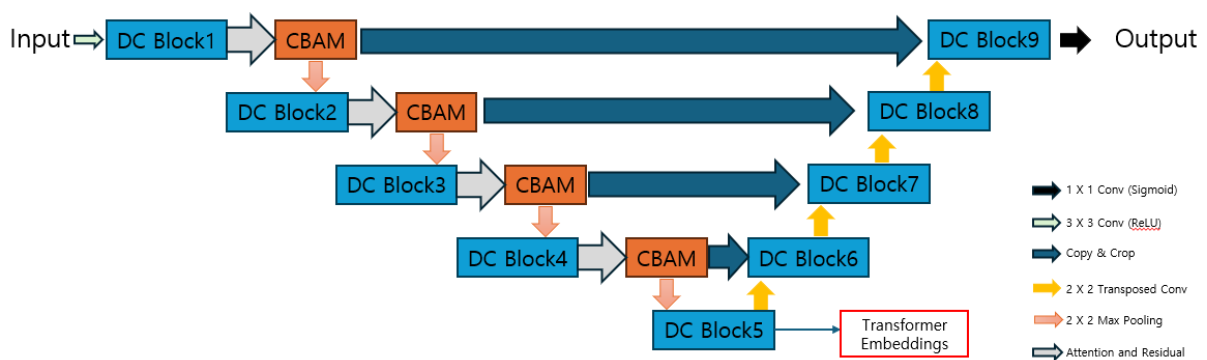 Input
DC Block1
CBAM
DC Block9
Output
DC Block2
CBAM
DC Block8
DC Block3
CBAM
DC Block7
DC Block4
CBAM
DC Block6
DC Block5
Transformer
Embeddings
1 X 1 Conv (Sigmoid)
3 X 3 Conv (ReLU)
Copy & Crop
2 X 2 Transposed Conv
2 X 2 Max Pooling
Attention and Residual